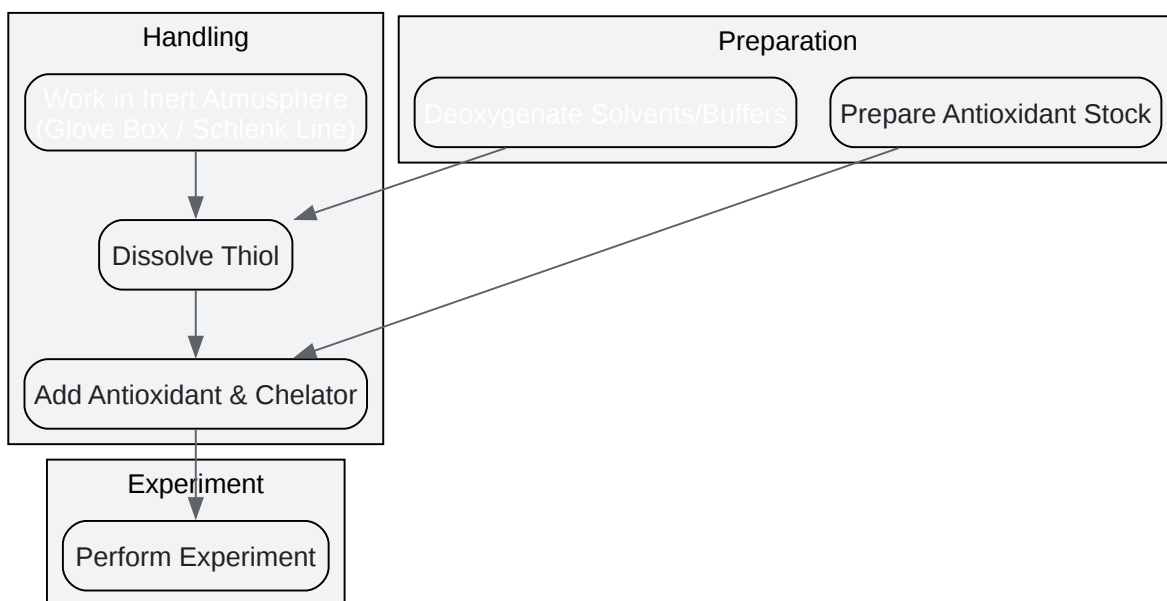 Handling
Work in Inert Atmosphere
(Glove Box / Schlenk Line)
Dissolve Thiol
Add Antioxidant & Chelator
Preparation
Deoxygenate Solvents/Buffers
Prepare Antioxidant Stock
Experiment
Perform Experiment